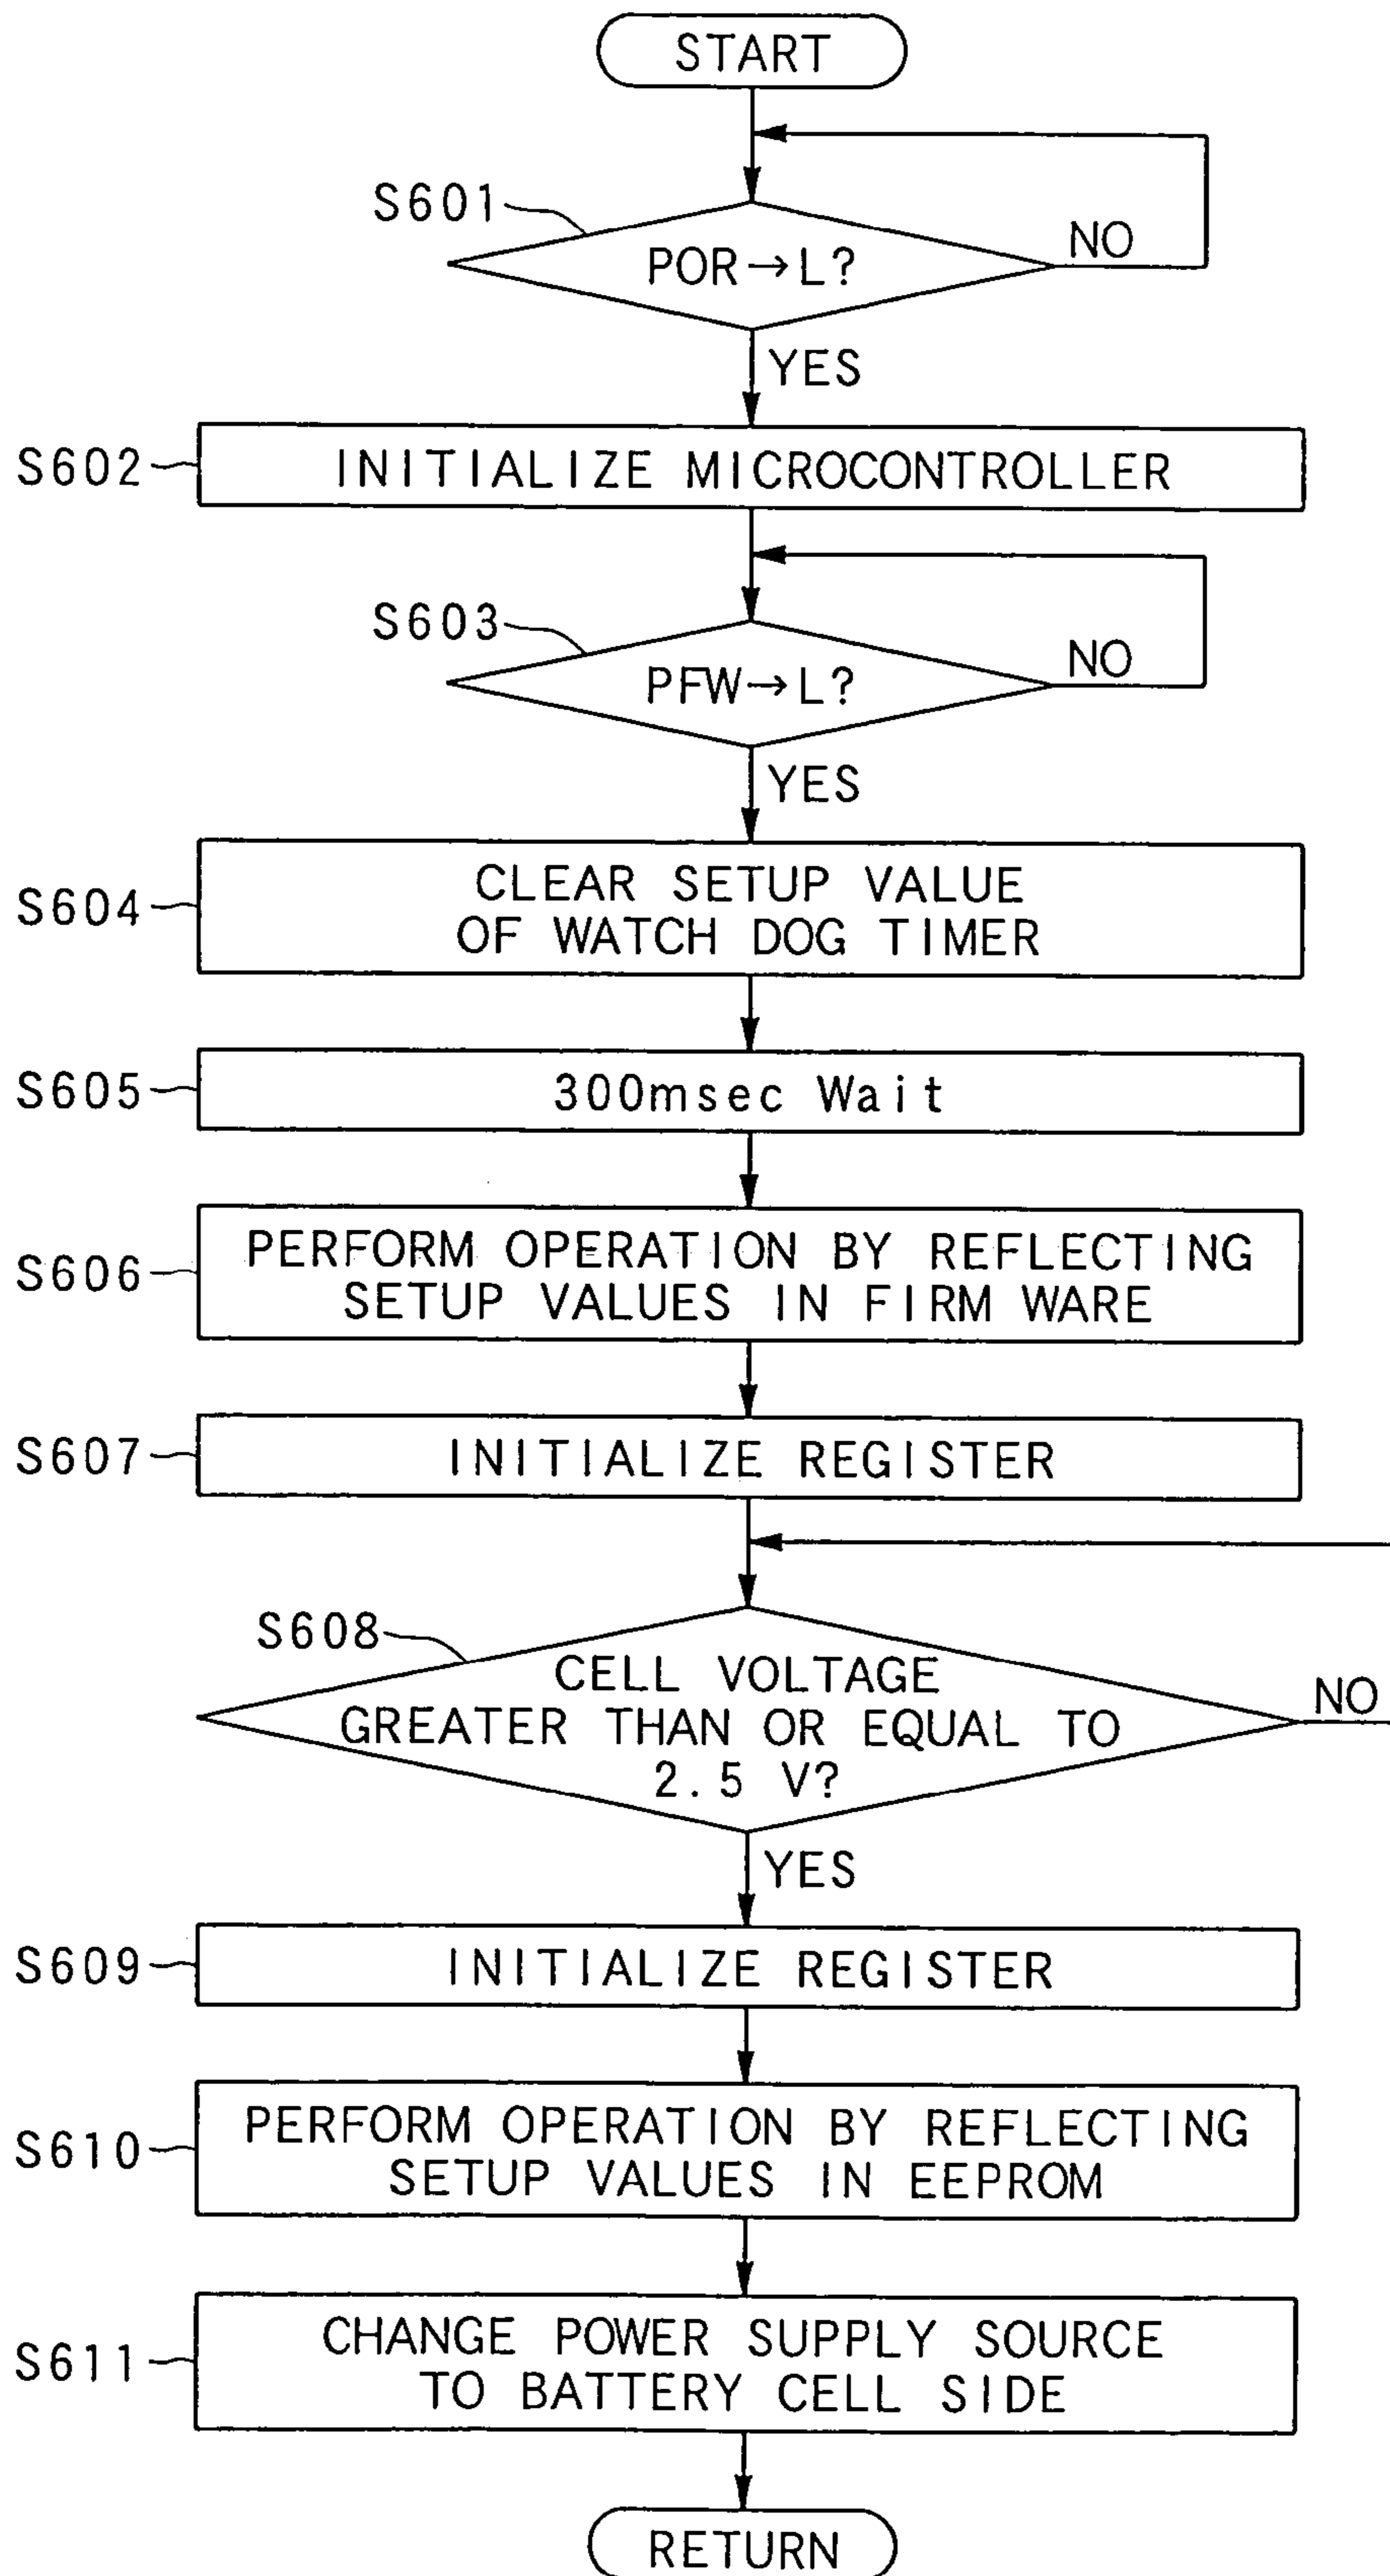 START
S601
POR→L?
NO
YES
S602
INITIALIZE MICROCONTROLLER
S603
PFW→L?
NO
YES
S604
CLEAR SETUP VALUE
OF WATCH DOG TIMER
S605
300msec Wait
S606
PERFORM OPERATION BY REFLECTING
SETUP VALUES IN FIRM WARE
S607
INITIALIZE REGISTER
S608
CELL VOLTAGE
GREATER THAN OR EQUAL TO
2.5 V?
NO
YES
S609
INITIALIZE REGISTER
S610
PERFORM OPERATION BY REFLECTING
SETUP VALUES IN EEPROM
S611
CHANGE POWER SUPPLY SOURCE
TO BATTERY CELL SIDE
RETURN